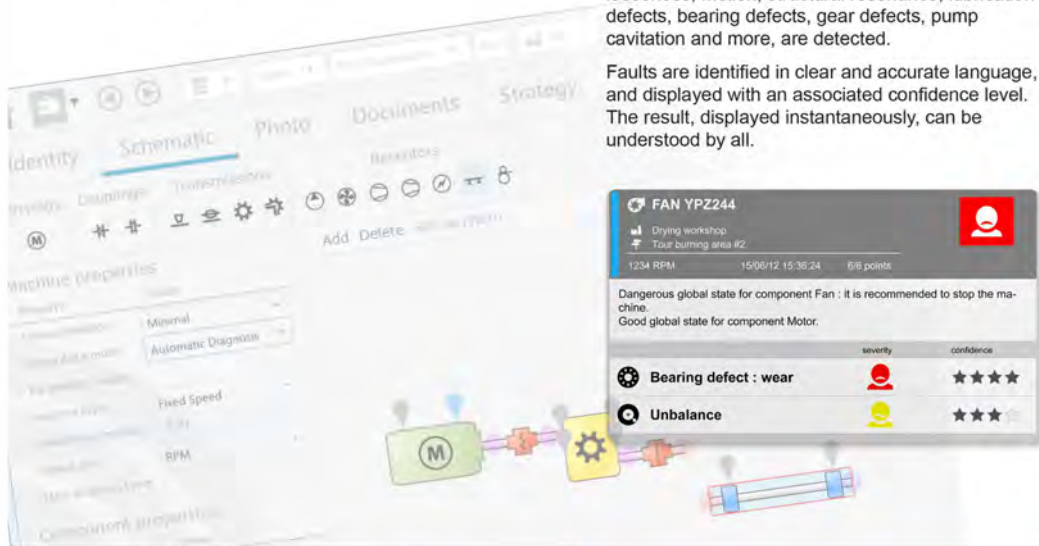 defects, bearing defects, gear defects, pump
cavitation and more, are detected.
Faults are identified in clear and accurate language,
and displayed with an associated confidence level.
The result, displayed instantaneously, can be
understood by all.
Identity Schematic Photo Documents Strategy
Couplings Transmissions Receptors
M
Add Delete
Machine properties
Minimal
Automatic Diagnosis
Fixed Speed
RPM
Component properties
M
FAN YPZ244
Drying workshop
Tour burning area #2
1234 RPM 15/06/12 15:36:24 6/6 points
Dangerous global state for component Fan : it is recommended to stop the ma-
chine.
Good global state for component Motor.
severity confidence
Bearing defect : wear
Unbalance